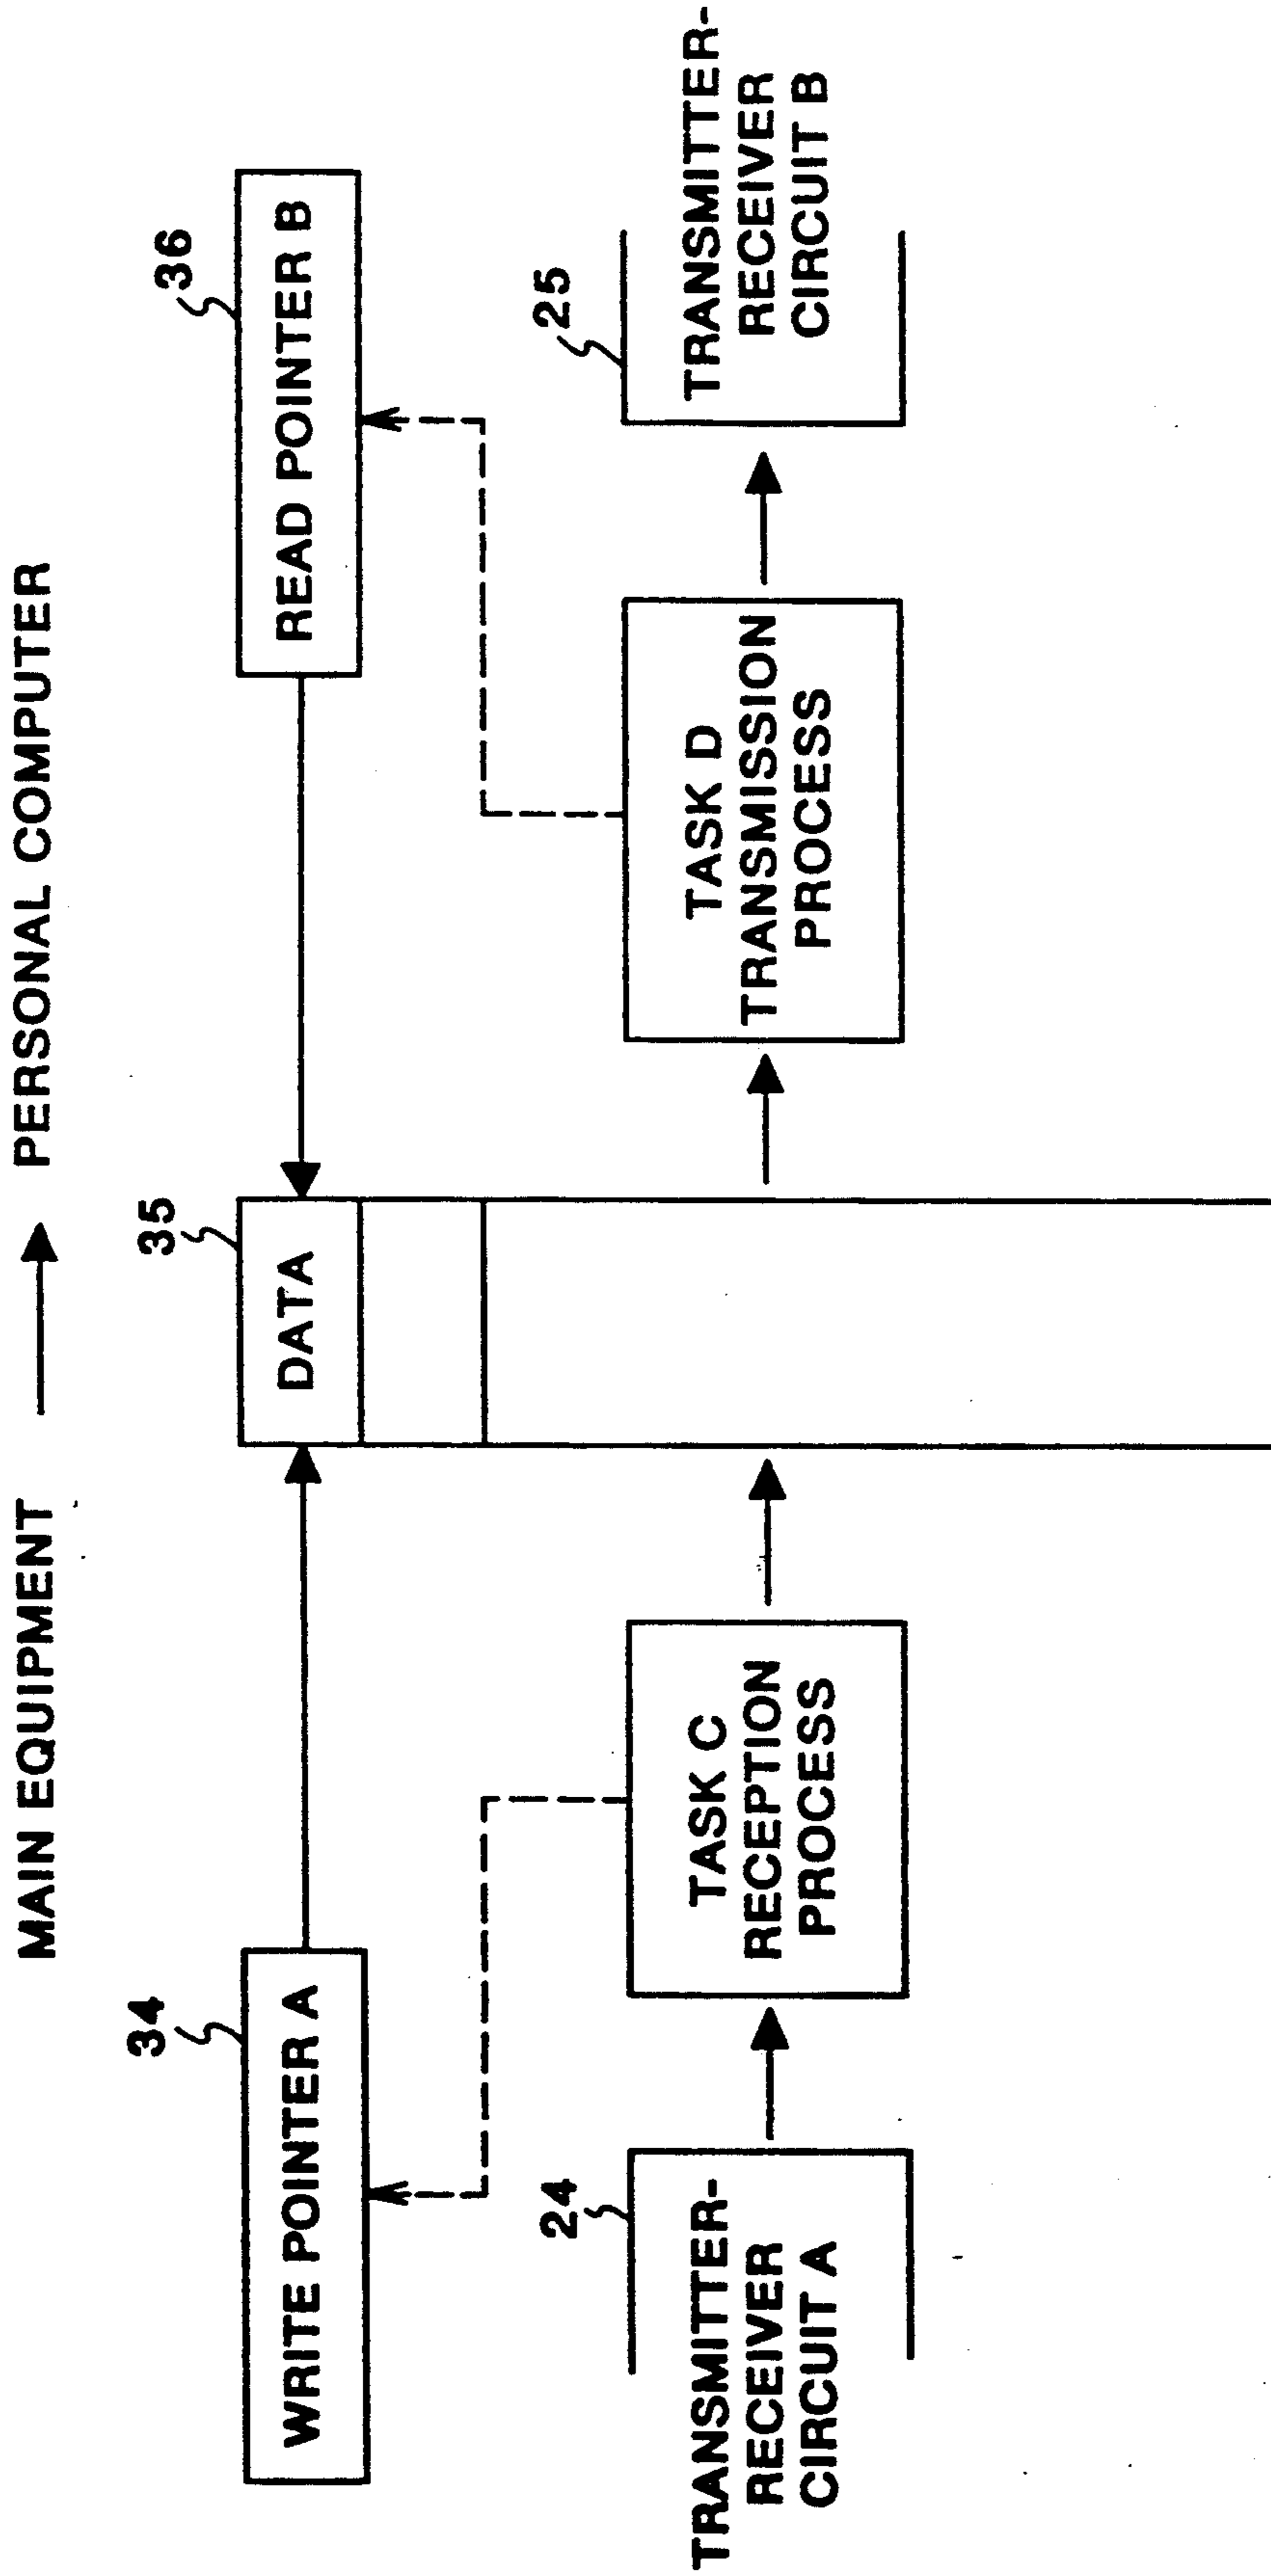 MAIN EQUIPMENT → PERSONAL COMPUTER
34
WRITE POINTER A
35
DATA
36
READ POINTER B
24
TRANSMITTER-
RECEIVER
CIRCUIT A
TASK C
RECEPTION
PROCESS
TASK D
TRANSMISSION
PROCESS
25
TRANSMITTER-
RECEIVER
CIRCUIT B